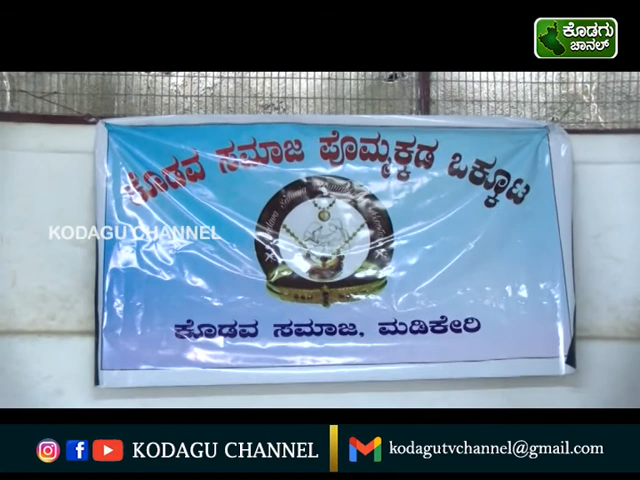 ಕೊಡಗು
ಚಾನಲ್
ಕೊಡವ ಸಮಾಜ ಪೊಮ್ಮಕ್ಕಡ ಒಕ್ಕೂಟ
KODAGU CHANNEL
ಕೊಡವ ಸಮಾಜ, ಮಡಿಕೇರಿ
KODAGU CHANNEL
kodagutvchannel@gmail.com